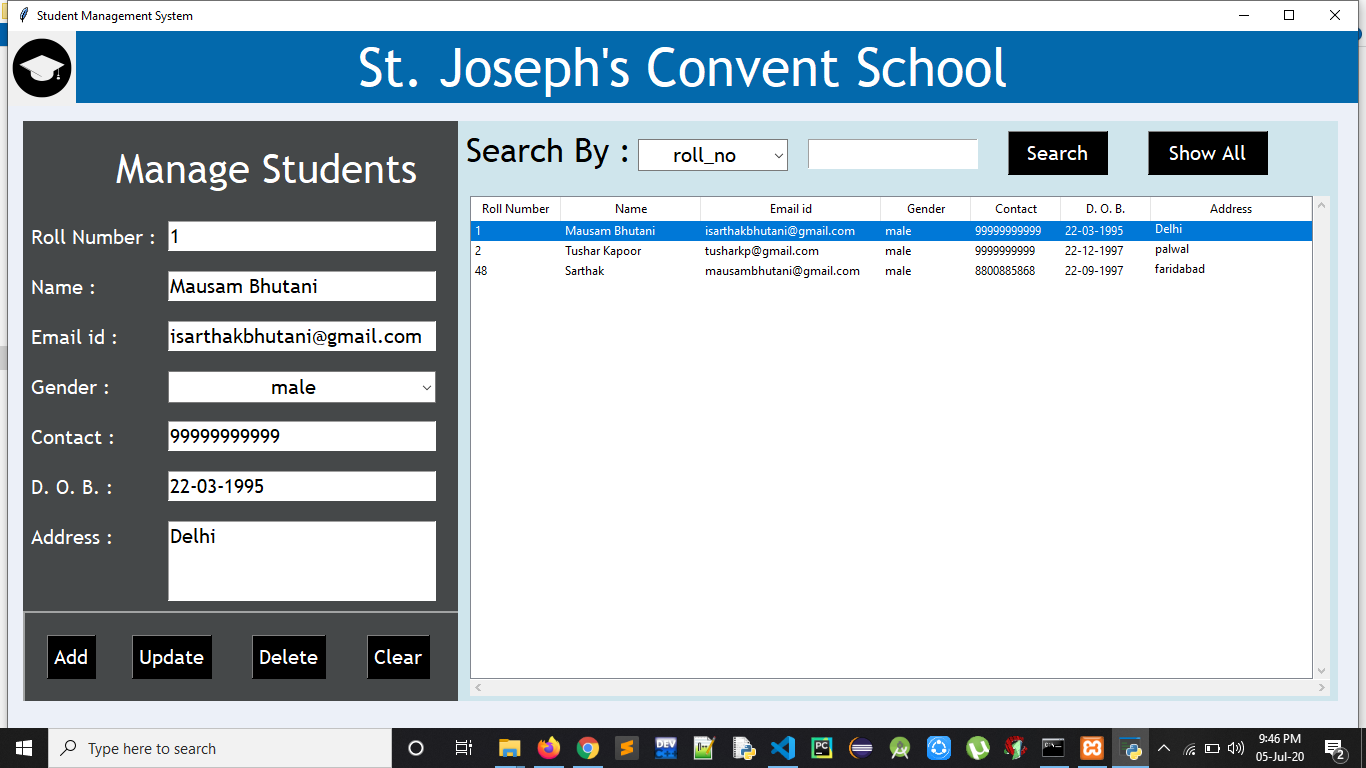 Student Management System
St. Joseph's Convent School
Manage Students
Roll Number : 1
Name : Mausam Bhutani
Email id : isarthakbhutani@gmail.com
Gender : male
Contact : 99999999999
D. O. B. : 22-03-1995
Address : Delhi
Add Update Delete Clear
Search By : roll_no Search Show All
Roll Number Name Email id Gender Contact D. O. B. Address
1 Mausam Bhutani isarthakbhutani@gmail.com male 99999999999 22-03-1995 Delhi
2 Tushar Kapoor tusharkp@gmail.com male 9999999999 22-12-1997 palwal
48 Sarthak mausambhutani@gmail.com male 8800885868 22-09-1997 faridabad
Type here to search
DEV
PC
9:46 PM
05-Jul-20
2